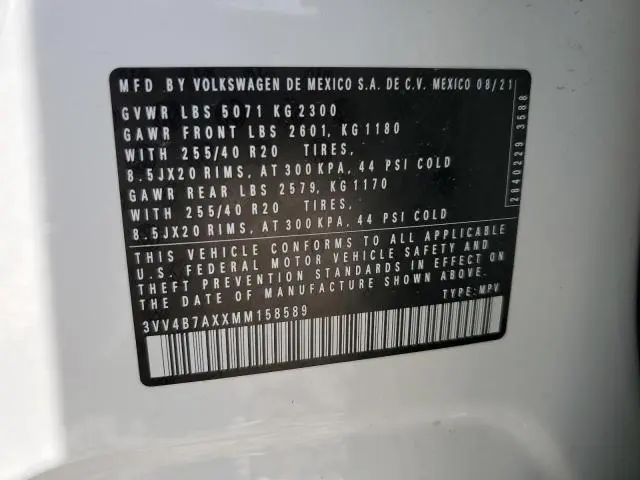 MFD BY VOLKSWAGEN DE MEXICO S.A. DE C.V. MEXICO 08/21
GVWR LBS 5071 KG 2300
GAWR FRONT LBS 2601, KG 1180
WITH 255/40 R20 TIRES,
8.5JX20 RIMS, AT 300 KPA, 44 PSI COLD
GAWR REAR LBS 2579, KG 1170
WITH 255/40 R20 TIRES,
8.5JX20 RIMS, AT 300 KPA, 44 PSI COLD
THIS VEHICLE CONFORMS TO ALL APPLICABLE
U.S. FEDERAL MOTOR VEHICLE SAFETY AND
THEFT PREVENTION STANDARDS IN EFFECT ON
THE DATE OF MANUFACTURE SHOWN ABOVE.
3VV4B7AXXMM158589 TYPE: MPV
2840229 3588